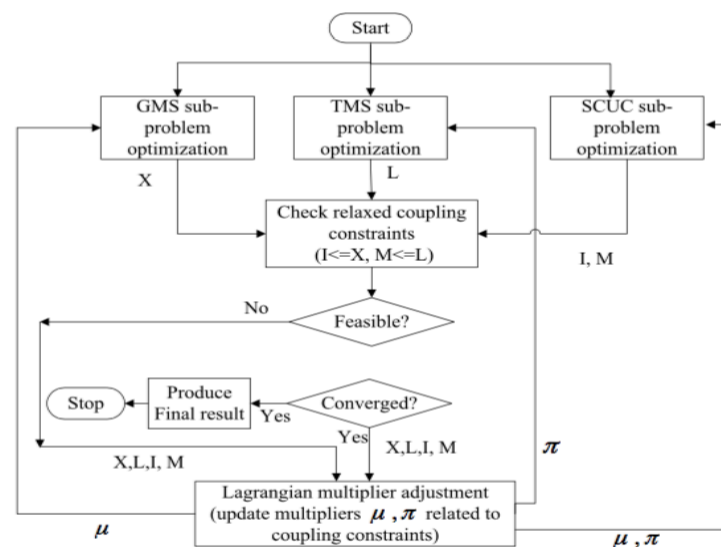 Start
GMS sub-
problem
optimization
TMS sub-
problem
optimization
SCUC sub-
problem
optimization
X
L
I, M
Check relaxed coupling
constraints
(I<=X, M<=L)
No
Feasible?
Stop
Produce
Final result
Yes
Converged?
Yes
X,L,I, M
X,L,I, M
π
Lagrangian multiplier adjustment
(update multipliers μ , π related to
coupling constraints)
μ
μ , π